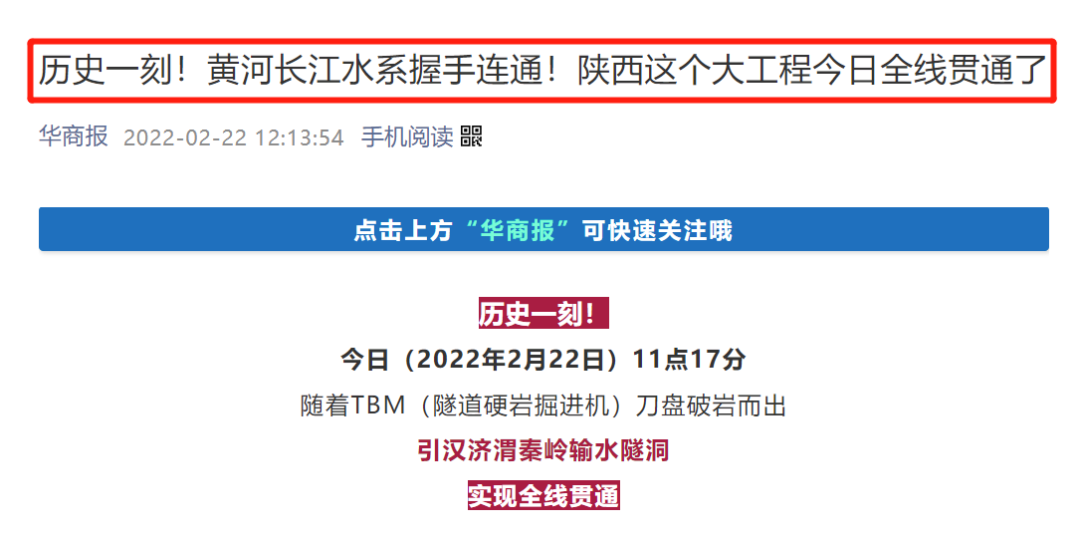 历史一刻！黄河长江水系握手连通！陕西这个大工程今日全线贯通了
华商报 2022-02-22 12:13:54 手机阅读
点击上方“华商报”可快速关注哦
历史一刻！
今日（2022年2月22日）11点17分
随着TBM（隧道硬岩掘进机）刀盘破岩而出
引汉济渭秦岭输水隧洞
实现全线贯通